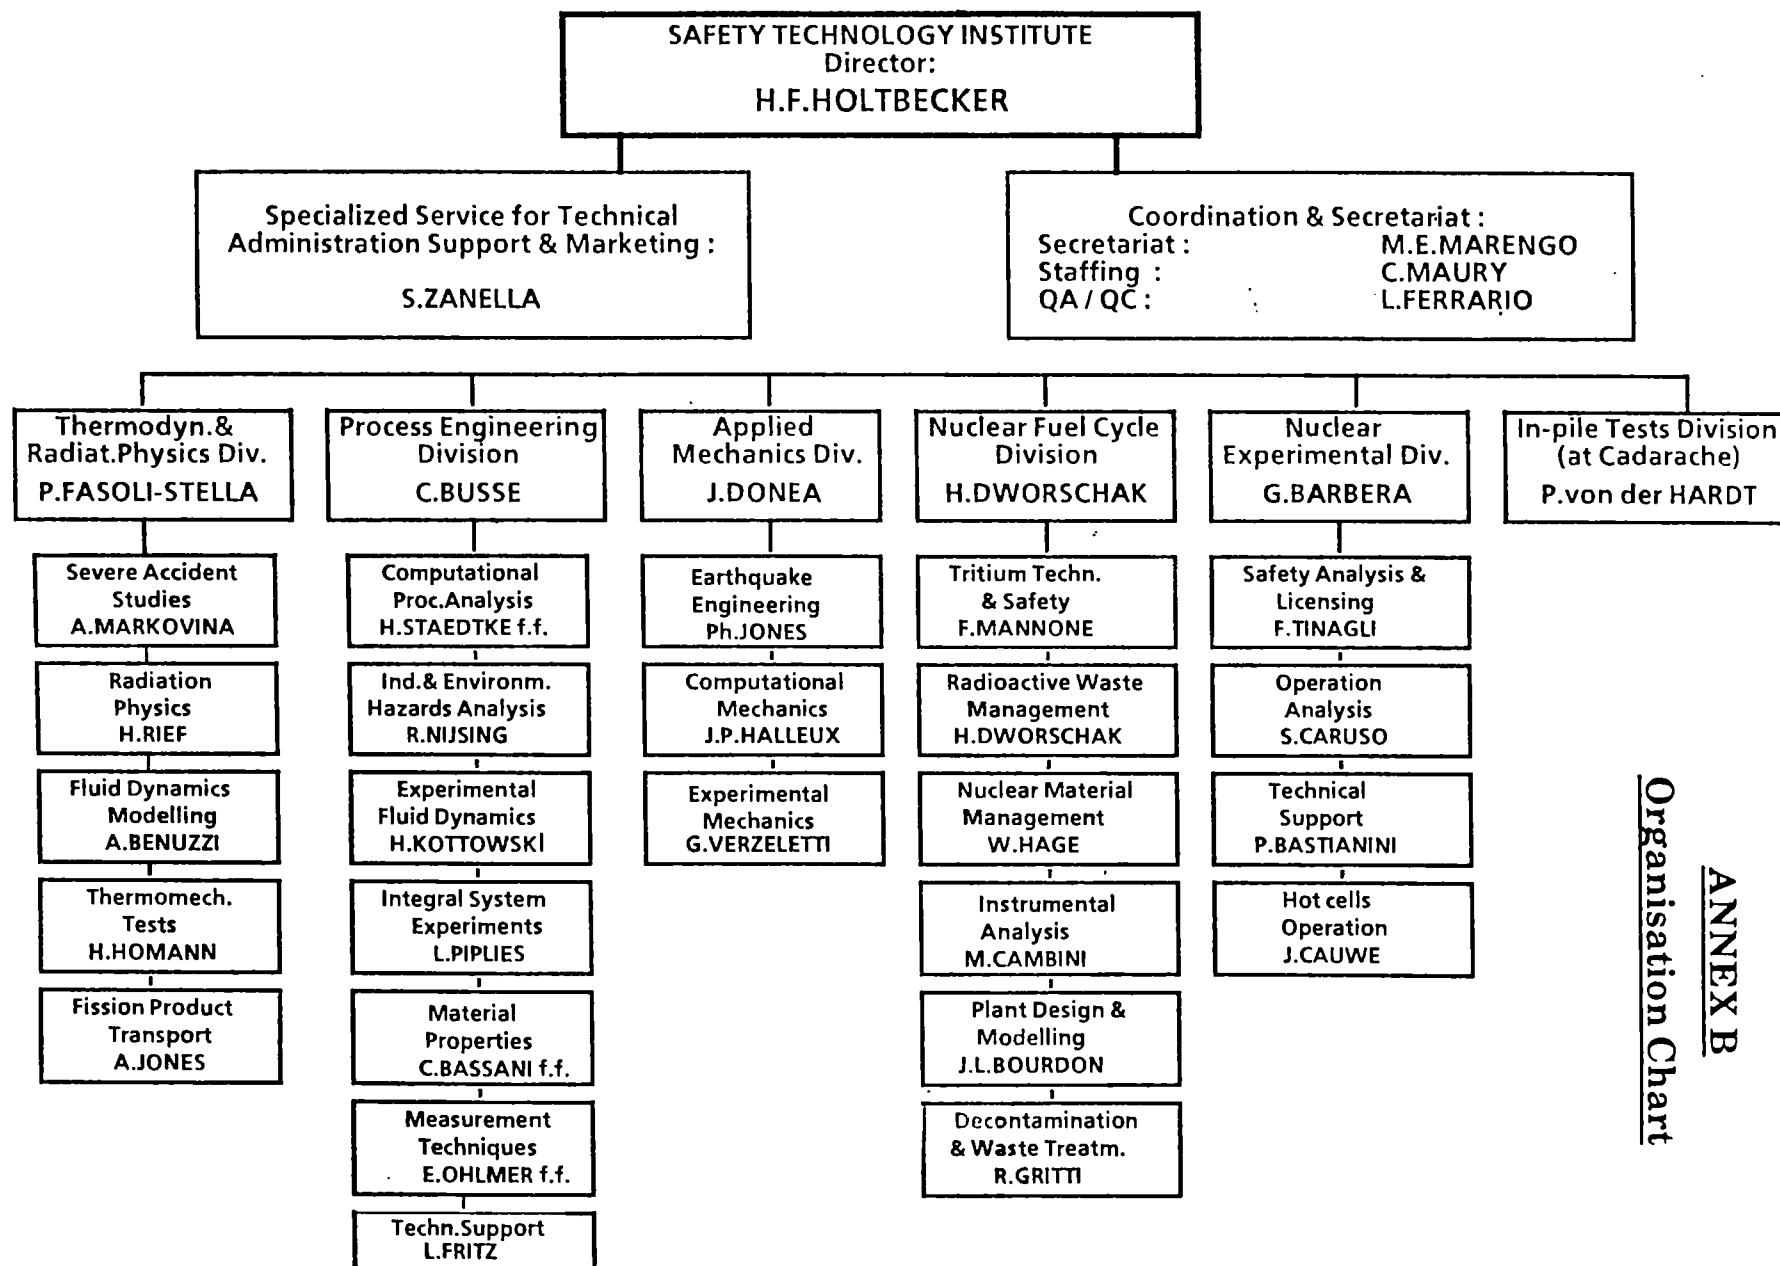 SAFETY TECHNOLOGY INSTITUTE
Director:
H.F.HOLTBECKER
Specialized Service for Technical
Administration Support & Marketing :
S.ZANELLA
Coordination & Secretariat :
Secretariat : M.E.MARENGO
Staffing : C.MAURY
QA / QC : L.FERRARIO
Thermodyn.&
Radiat.Physics Div.
P.FASOLI-STELLA
Severe Accident
Studies
A.MARKOVINA
Radiation
Physics
H.RIEF
Fluid Dynamics
Modelling
A.BENUZZI
Thermomech.
Tests
H.HOMANN
Fission Product
Transport
A.JONES
Process Engineering
Division
C.BUSSE
Computational
Proc.Analysis
H.STAEDTKE f.f.
Ind.& Environm.
Hazards Analysis
R.NIJSING
Experimental
Fluid Dynamics
H.KOTTOWSKI
Integral System
Experiments
L.PIPLIES
Material
Properties
C.BASSANI f.f.
Measurement
Techniques
E.OHLMER f.f.
Techn.Support
L.FRITZ
Applied
Mechanics Div.
J.DONEA
Earthquake
Engineering
Ph.JONES
Computational
Mechanics
J.P.HALLEUX
Experimental
Mechanics
G.VERZELETTI
Nuclear Fuel Cycle
Division
H.DWORSCHAK
Tritium Techn.
& Safety
F.MANNONE
Radioactive Waste
Management
H.DWORSCHAK
Nuclear Material
Management
W.HAGE
Instrumental
Analysis
M.CAMBINI
Plant Design &
Modelling
J.L.BOURDON
Decontamination
& Waste Treatm.
R.GRITTI
Nuclear
Experimental Div.
G.BARBERA
Safety Analysis &
Licensing
F.TINAGLI
Operation
Analysis
S.CARUSO
Technical
Support
P.BASTIANINI
Hot cells
Operation
J.CAUWE
In-pile Tests Division
(at Cadarache)
P.von der HARDT
ANNEX B
Organisation Chart